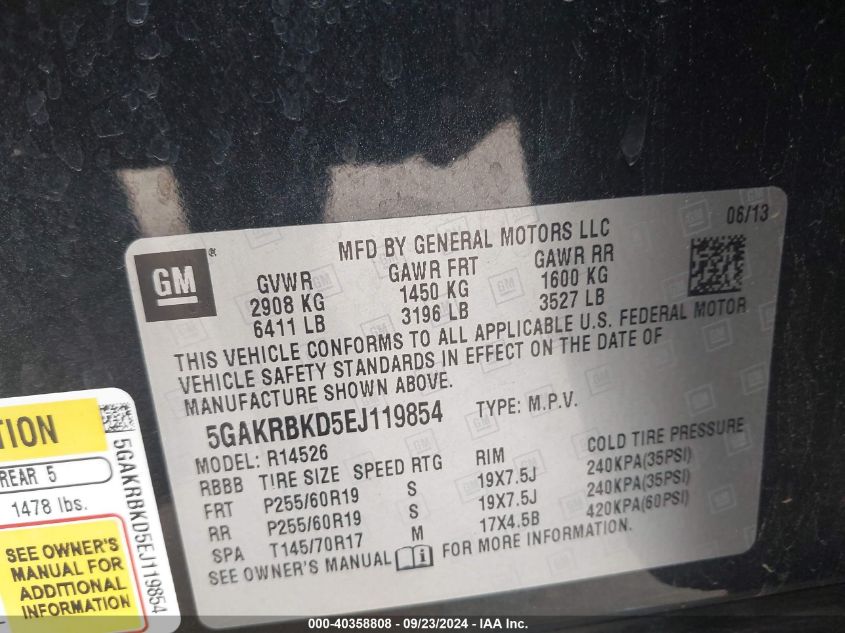 06/13
MFD BY GENERAL MOTORS LLC
GM ®
GVWR GAWR FRT GAWR RR
2908 KG 1450 KG 1600 KG
6411 LB 3196 LB 3527 LB
THIS VEHICLE CONFORMS TO ALL APPLICABLE U.S. FEDERAL MOTOR
VEHICLE SAFETY STANDARDS IN EFFECT ON THE DATE OF
MANUFACTURE SHOWN ABOVE.
5GAKRBKD5EJ119854 TYPE: M.P.V.
MODEL: R14526
RBBB TIRE SIZE SPEED RTG RIM COLD TIRE PRESSURE
FRT P255/60R19 S 19X7.5J 240KPA(35PSI)
RR P255/60R19 S 19X7.5J 240KPA(35PSI)
SPA T145/70R17 M 17X4.5B 420KPA(60PSI)
SEE OWNER'S MANUAL FOR MORE INFORMATION.
REAR 5
1478 lbs.
SEE OWNER'S
MANUAL FOR
ADDITIONAL
INFORMATION
5GAKRBKD5EJ119854
000-40358808 - 09/23/2024 - IAA Inc.